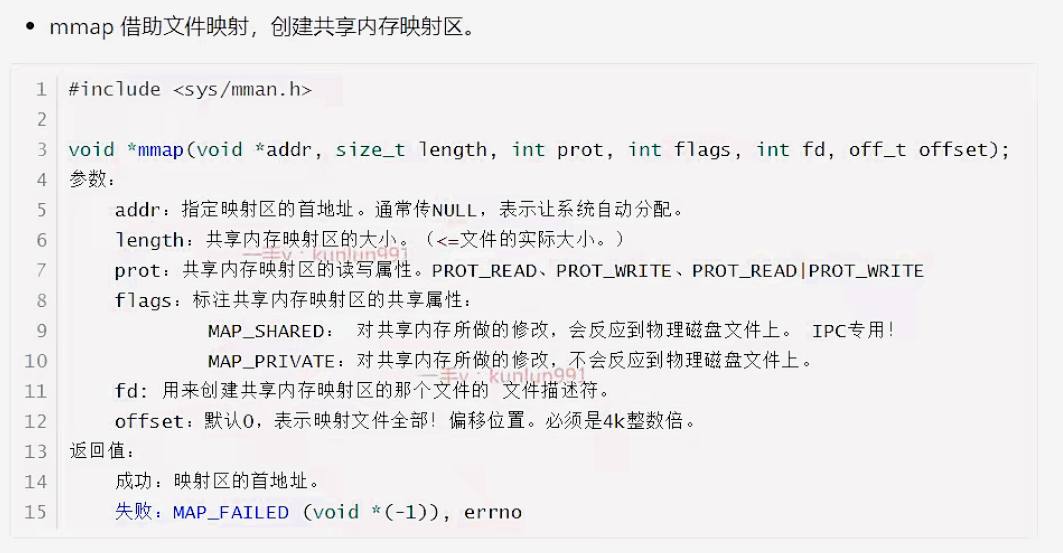 • mmap 借助文件映射，创建共享内存映射区。
1 #include <sys/mman.h>
2
3 void *mmap(void *addr, size_t length, int prot, int flags, int fd, off_t offset);
4 参数：
5 addr：指定映射区的首地址。通常传NULL，表示让系统自动分配。
6 length：共享内存映射区的大小。（<=文件的实际大小。）
一手v：kunlun991
7 prot：共享内存映射区的读写属性。PROT_READ、PROT_WRITE、PROT_READ|PROT_WRITE
8 flags：标注共享内存映射区的共享属性：
9 MAP_SHARED： 对共享内存所做的修改，会反应到物理磁盘文件上。 IPC专用！
10 MAP_PRIVATE：对共享内存所做的修改，不会反应到物理磁盘文件上。
一手v：kunlun991
11 fd: 用来创建共享内存映射区的那个文件的 文件描述符。
12 offset：默认0，表示映射文件全部！偏移位置。必须是4k整数倍。
13 返回值：
14 成功：映射区的首地址。
15 失败：MAP_FAILED (void *(-1)), errno